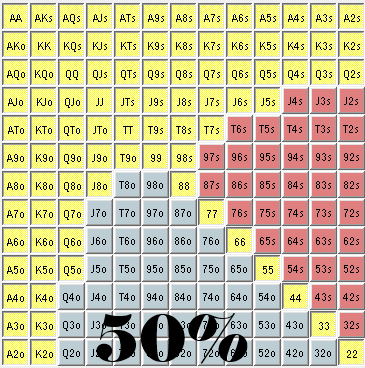 AA AKs AQs AJs ATs A9s A8s A7s A6s A5s A4s A3s A2s
AKo KK KQs KJs KTs K9s K8s K7s K6s K5s K4s K3s K2s
AQo KQo QQ QJs QTs Q9s Q8s Q7s Q6s Q5s Q4s Q3s Q2s
AJo KJo QJo JJ JTs J9s J8s J7s J6s J5s J4s J3s J2s
ATo KTo QTo JTo TT T9s T8s T7s T6s T5s T4s T3s T2s
A9o K9o Q9o J9o T9o 99 98s 97s 96s 95s 94s 93s 92s
A8o K8o Q8o J8o T8o 98o 88 87s 86s 85s 84s 83s 82s
A7o K7o Q7o J7o T7o 97o 87o 77 76s 75s 74s 73s 72s
A6o K6o Q6o J6o T6o 96o 86o 76o 66 65s 64s 63s 62s
A5o K5o Q5o J5o T5o 95o 85o 75o 65o 55 54s 53s 52s
A4o K4o Q4o J4o T4o 94o 84o 74o 64o 54o 44 43s 42s
A3o K3o Q3o 53o 43o 33 32s
A2o K2o Q2o 52o 42o 32o 22
50%